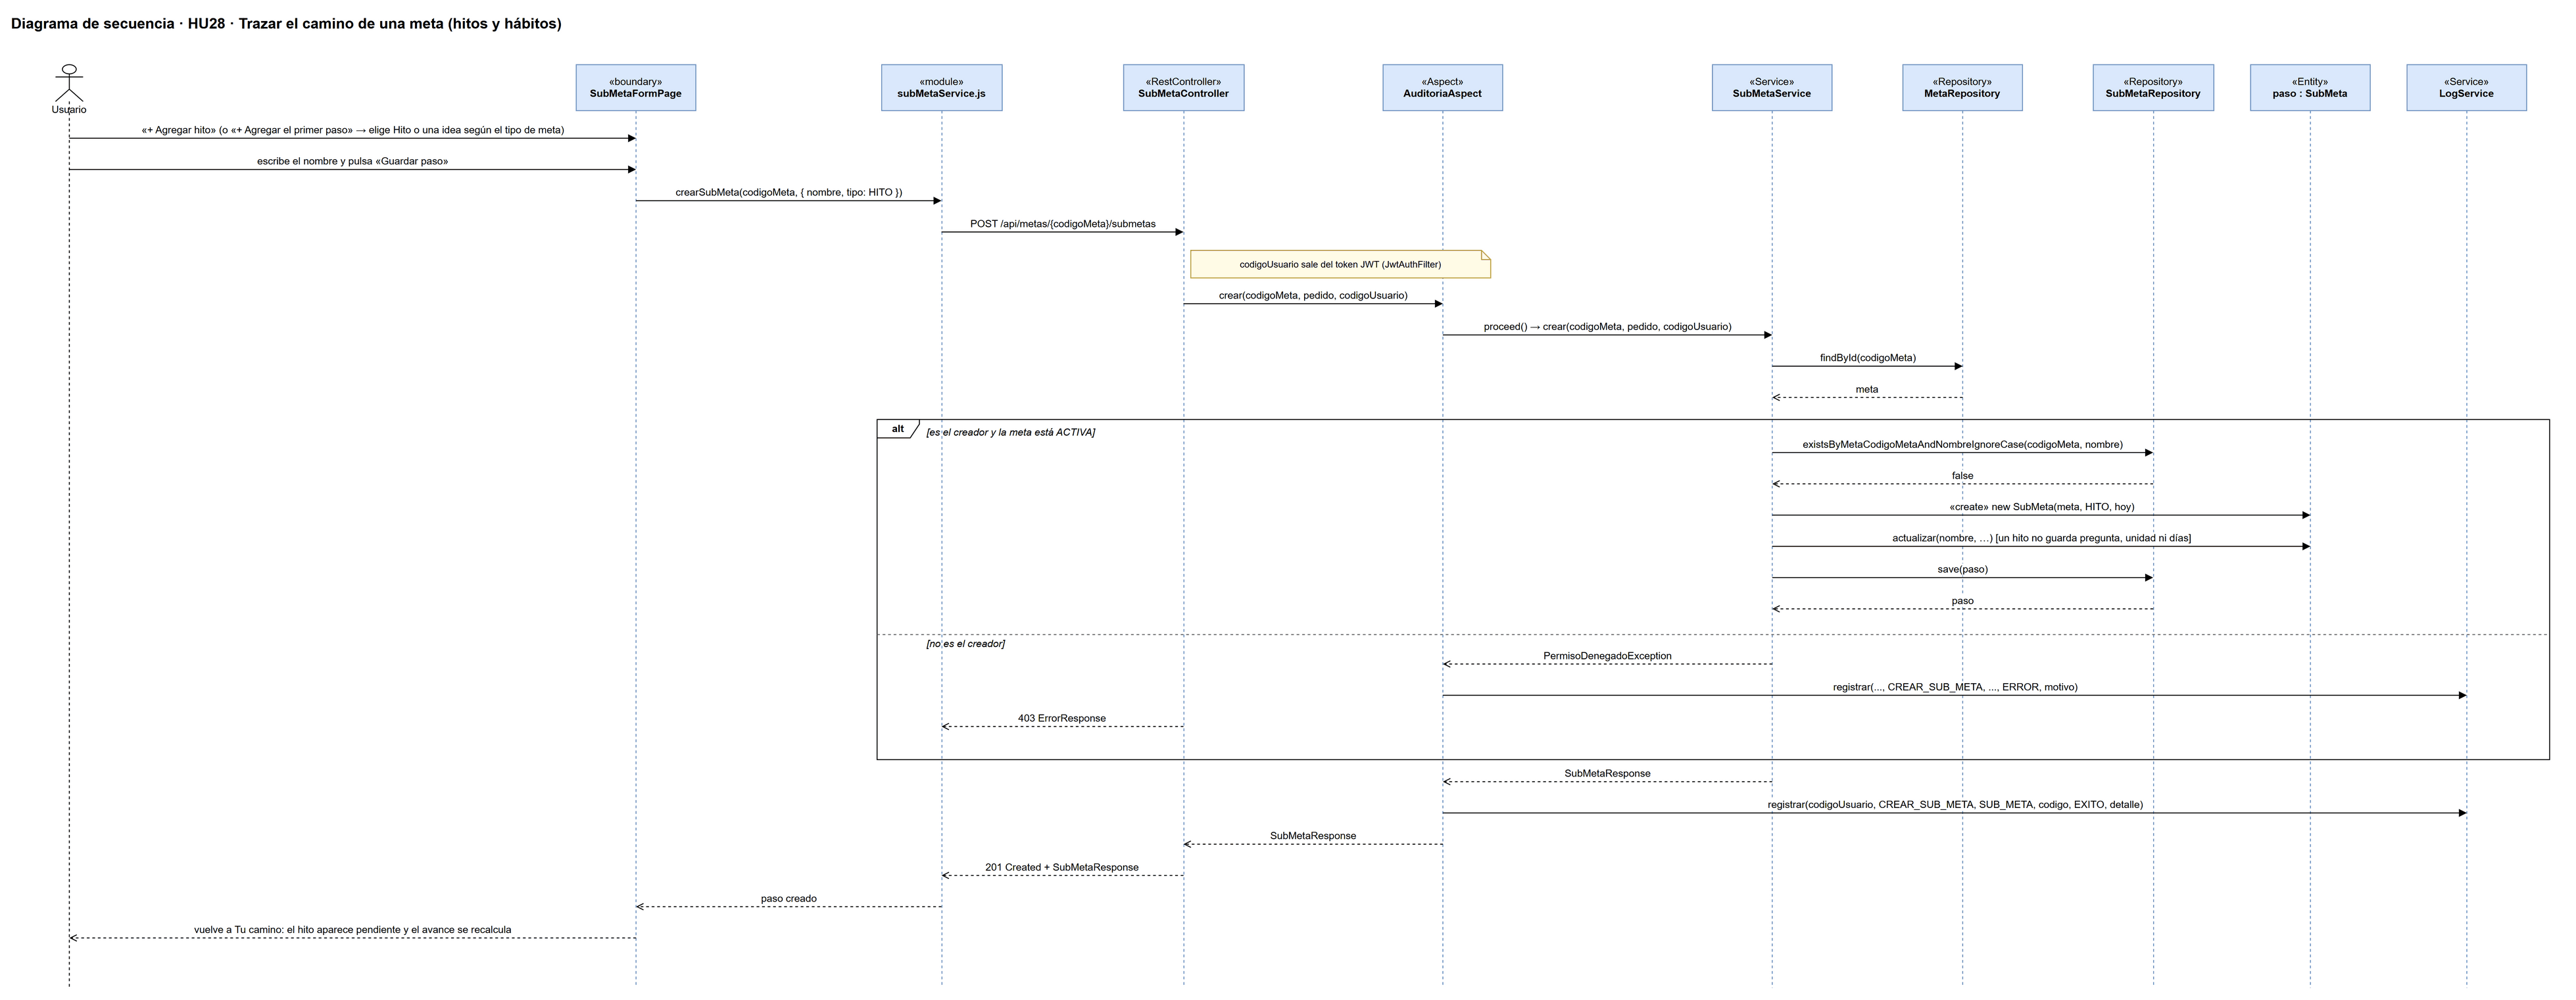 Diagrama de secuencia · HU28 · Trazar el camino de una meta (hitos y hábitos)
Usuario
«boundary»
SubMetaFormPage
«module»
subMetaService.js
«RestController»
SubMetaController
«Aspect»
AuditoriaAspect
«Service»
SubMetaService
«Repository»
MetaRepository
«Repository»
SubMetaRepository
«Entity»
paso : SubMeta
«Service»
LogService
«+ Agregar hito» (o «+ Agregar el primer paso» → elige Hito o una idea según el tipo de meta)
escribe el nombre y pulsa «Guardar paso»
crearSubMeta(codigoMeta, { nombre, tipo: HITO })
POST /api/metas/{codigoMeta}/submetas
codigoUsuario sale del token JWT (JwtAuthFilter)
crear(codigoMeta, pedido, codigoUsuario)
proceed() → crear(codigoMeta, pedido, codigoUsuario)
findById(codigoMeta)
meta
alt
[es el creador y la meta está ACTIVA]
existsByMetaCodigoMetaAndNombreIgnoreCase(codigoMeta, nombre)
false
«create» new SubMeta(meta, HITO, hoy)
actualizar(nombre, …) [un hito no guarda pregunta, unidad ni días]
save(paso)
paso
[no es el creador]
PermisoDenegadoException
registrar(..., CREAR_SUB_META, ..., ERROR, motivo)
403 ErrorResponse
SubMetaResponse
registrar(codigoUsuario, CREAR_SUB_META, SUB_META, codigo, EXITO, detalle)
SubMetaResponse
201 Created + SubMetaResponse
paso creado
vuelve a Tu camino: el hito aparece pendiente y el avance se recalcula